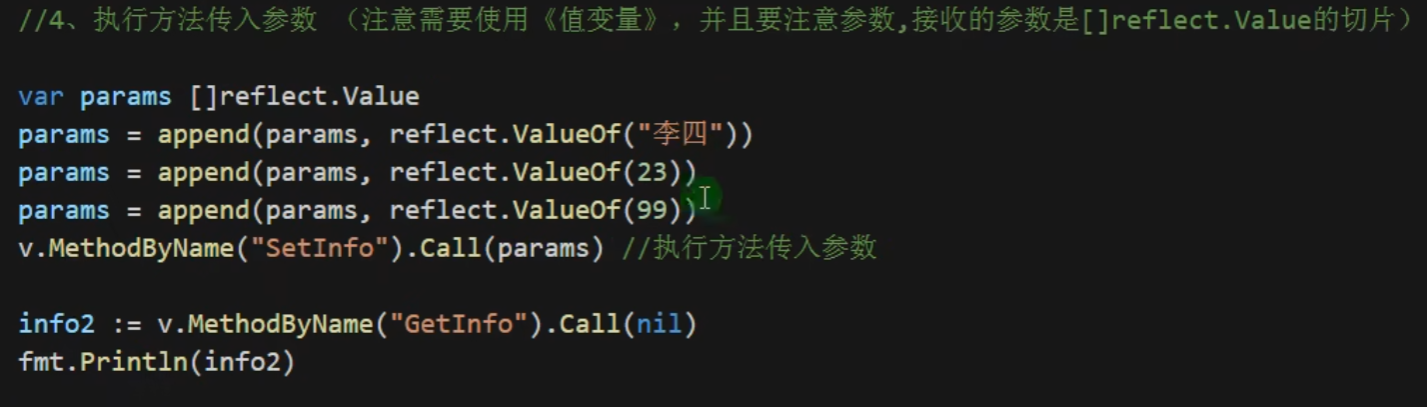 //4、执行方法传入参数 （注意需要使用《值变量》，并且要注意参数,接收的参数是[]reflect.Value的切片）
var params []reflect.Value
params = append(params, reflect.ValueOf("李四"))
params = append(params, reflect.ValueOf(23))
params = append(params, reflect.ValueOf(99))
v.MethodByName("SetInfo").Call(params) //执行方法传入参数
info2 := v.MethodByName("GetInfo").Call(nil)
fmt.Println(info2)